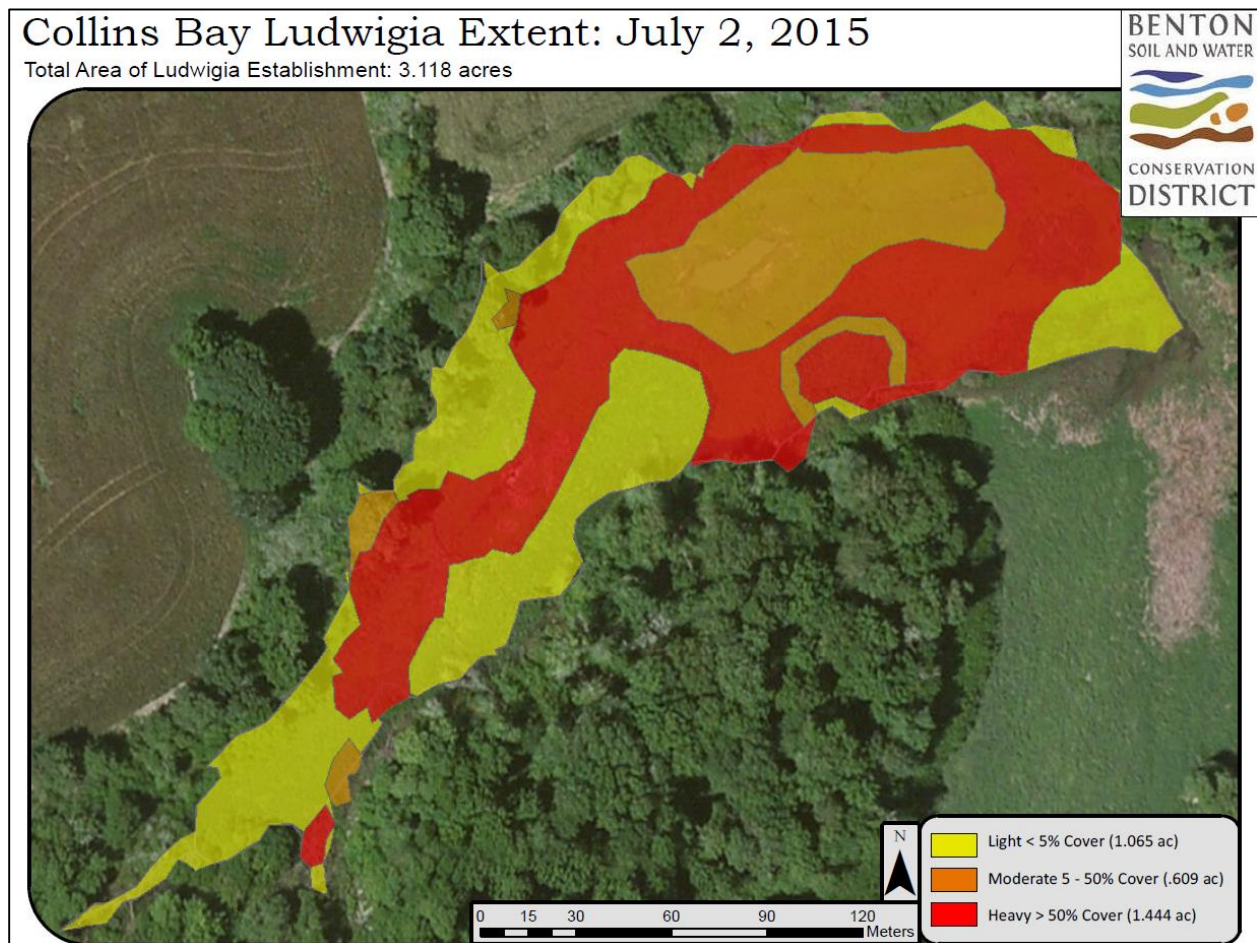 Collins Bay Ludwigia Extent: July 2, 2015
Total Area of Ludwigia Establishment: 3.118 acres
BENTON
SOIL AND WATER
CONSERVATION
DISTRICT
N
Light < 5% Cover (1.065 ac)
Moderate 5 - 50% Cover (.609 ac)
Heavy > 50% Cover (1.444 ac)
0 15 30 60 90 120
Meters